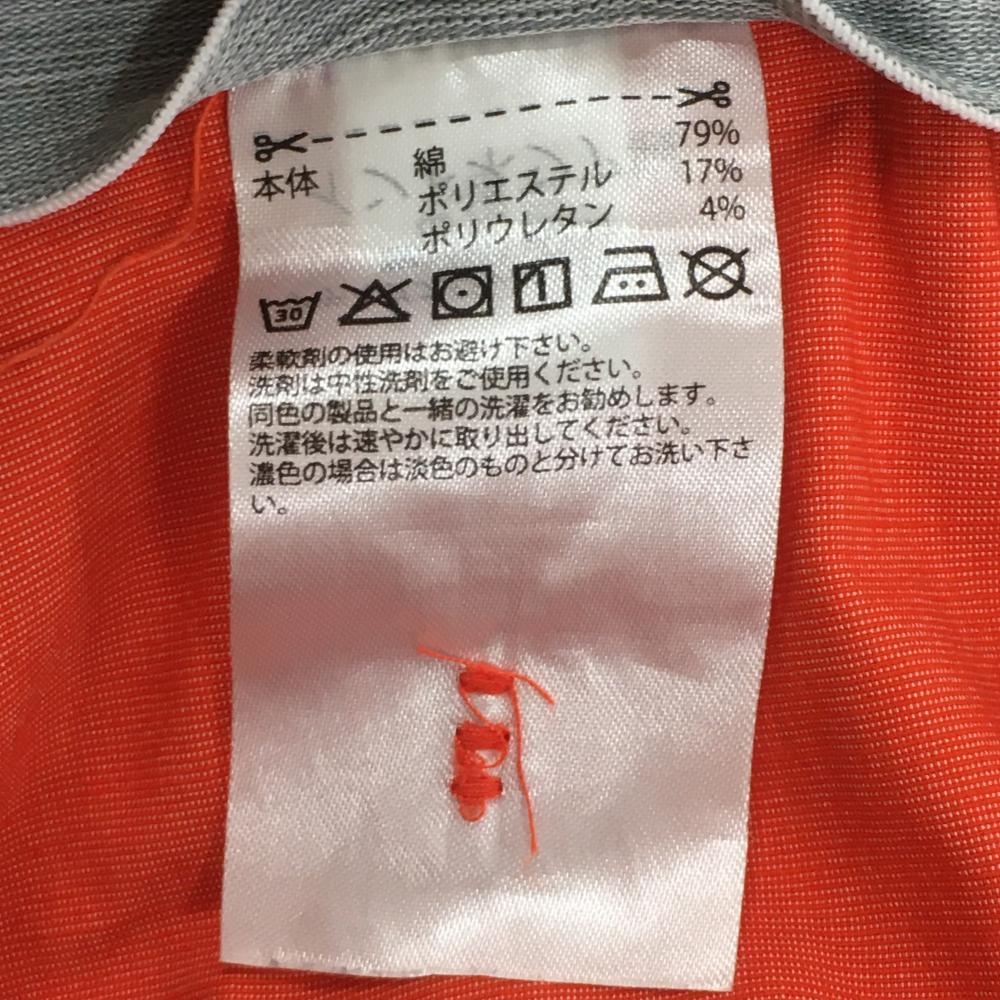 本体 綿 79%
ポリエステル 17%
ポリウレタン 4%
30
柔軟剤の使用はお避け下さい。
洗剤は中性洗剤をご使用ください。
同色の製品と一緒の洗濯をお勧めします。
洗濯後は速やかに取り出してください。
濃色の場合は淡色のものと分けてお洗い下さ
い。